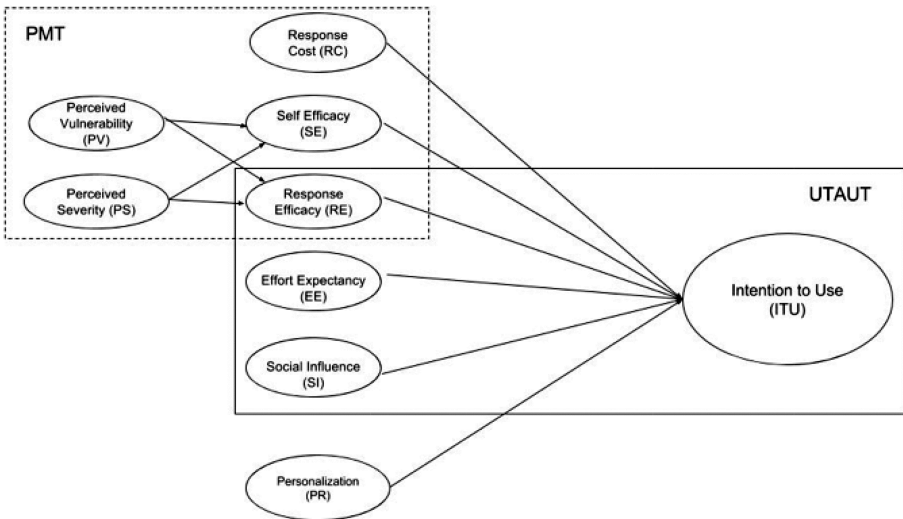 PMT
Response
Cost (RC)
Perceived
Vulnerability
(PV)
Self Efficacy
(SE)
Perceived
Severity (PS)
Response
Efficacy (RE)
UTAUT
Effort Expectancy
(EE)
Intention to Use
(ITU)
Social Influence
(SI)
Personalization
(PR)